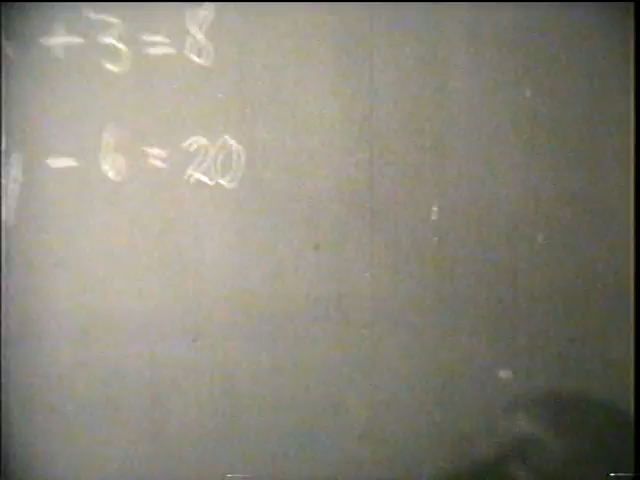 + 3 = 8
- 6 = 20